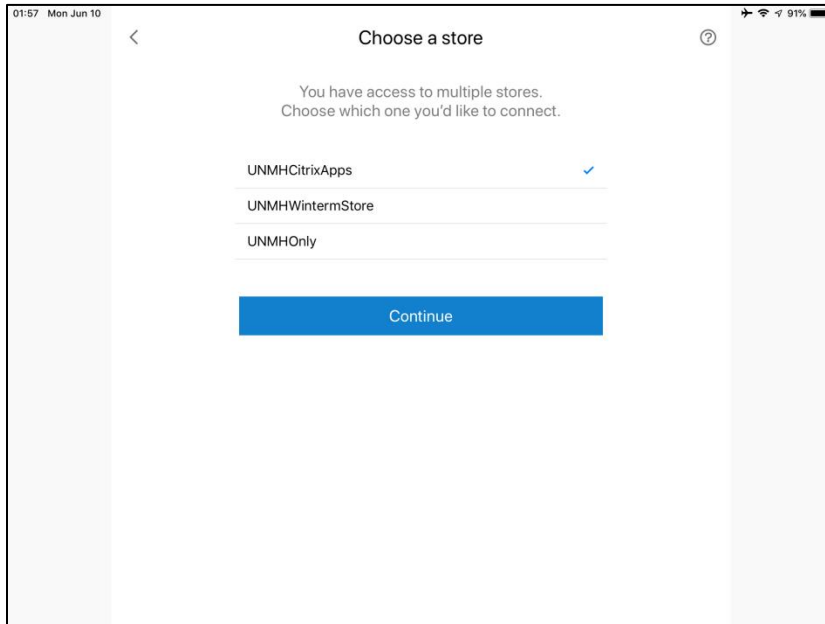 01:57 Mon Jun 10
91%
Choose a store
You have access to multiple stores.
Choose which one you'd like to connect.
UNMHCitrixApps
UNMHWintermStore
UNMHOnly
Continue